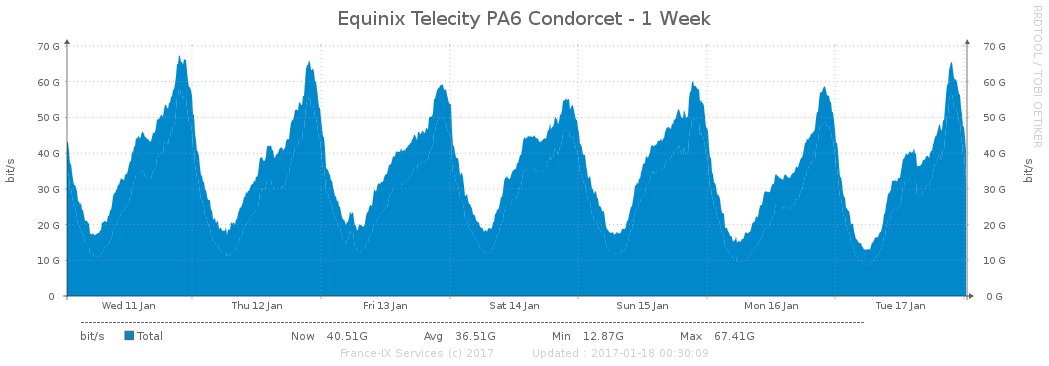 Equinix Telecity PA6 Condorcet - 1 Week
RRDTOOL / TOBI OETIKER
bit/s
70 G
60 G
50 G
40 G
30 G
20 G
10 G
0
70 G
60 G
50 G
40 G
30 G
20 G
10 G
0 G
bit/s
Wed 11 Jan Thu 12 Jan Fri 13 Jan Sat 14 Jan Sun 15 Jan Mon 16 Jan Tue 17 Jan
bit/s Total Now 40.51G Avg 36.51G Min 12.87G Max 67.41G
France-IX Services (c) 2017 Updated : 2017-01-18 00:30:09